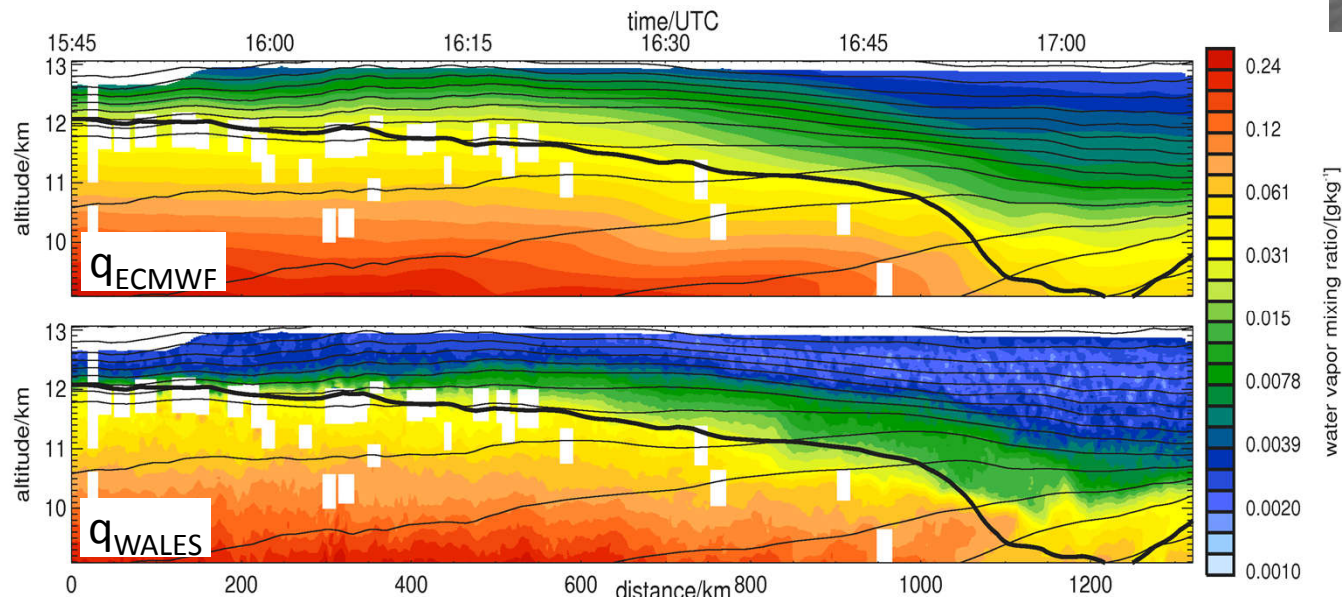 time/UTC
15:45 16:00 16:15 16:30 16:45 17:00
13
12
11
10
altitude/km
qECMWF
13
12
11
10
altitude/km
qWALES
0 200 400 600 800 1000 1200
distance/km
0.24
0.12
0.061
0.031
0.015
0.0078
0.0039
0.0020
0.0010
water vapor mixing ratio/[gkg⁻¹]